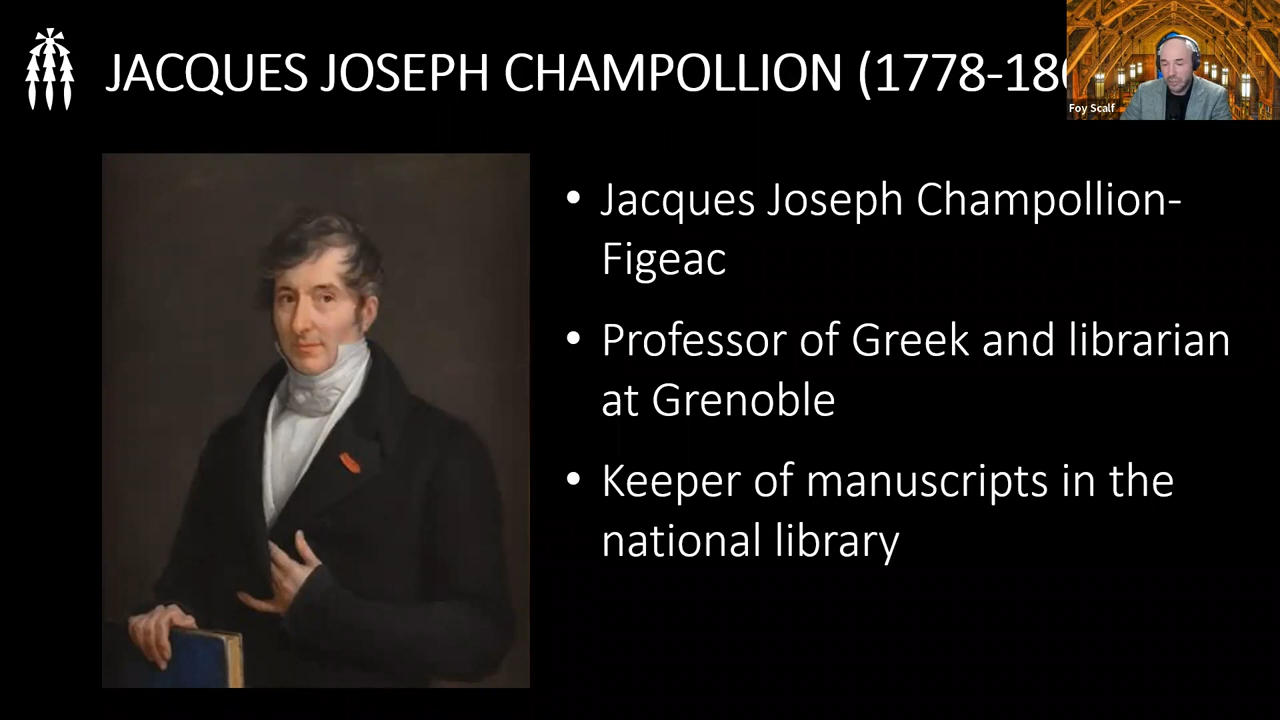 JACQUES JOSEPH CHAMPOLLION (1778-18
Foy Scalf
• Jacques Joseph Champollion-
Figeac
• Professor of Greek and librarian
at Grenoble
• Keeper of manuscripts in the
national library